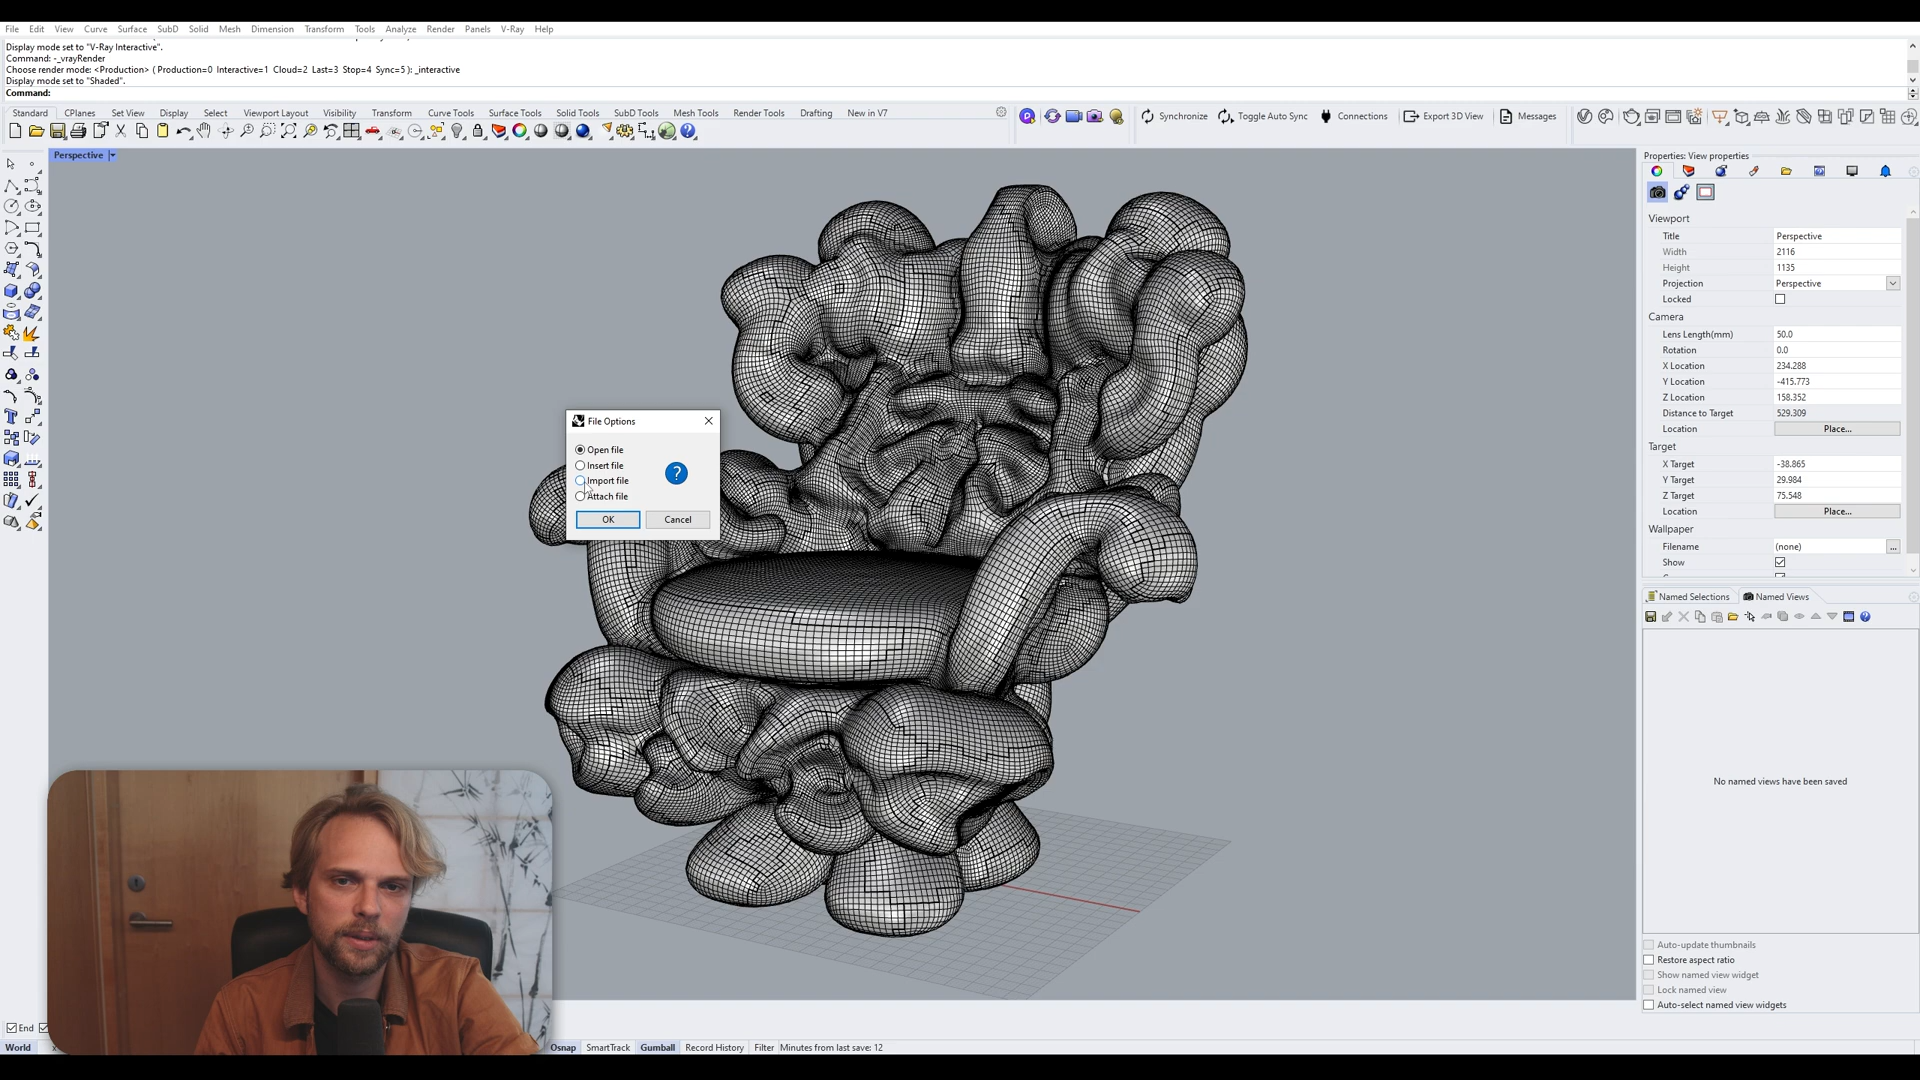 File Edit View Curve Surface SubD Solid Mesh Dimension Transform Tools Analyze Render Panels V-Ray Help
Display mode set to "V-Ray Interactive".
Command: -_vrayRender
Choose render mode: <Production> ( Production=0 Interactive=1 Cloud=2 Last=3 Stop=4 Sync=5 ): _interactive
Display mode set to "Shaded".
Command:
Standard CPlanes Set View Display Select Viewport Layout Visibility Transform Curve Tools Surface Tools Solid Tools SubD Tools Mesh Tools Render Tools Drafting New in V7
Synchronize Toggle Auto Sync Connections Export 3D View Messages
Perspective
Properties: View properties
Viewport
Title Perspective
Width 2116
Height 1135
Projection Perspective
Locked
Camera
Lens Length(mm) 50.0
Rotation 0.0
X Location 234.288
Y Location -415.773
Z Location 158.352
Distance to Target 529.309
Location Place...
Target
X Target -38.865
Y Target 29.984
Z Target 75.548
Location Place...
Wallpaper
Filename (none) ...
Show
File Options
Open file
Insert file
Import file
Attach file
OK Cancel
Named Selections Named Views
No named views have been saved
Auto-update thumbnails
Restore aspect ratio
Show named view widget
Lock named view
Auto-select named view widgets
End
World
Osnap SmartTrack Gumball Record History Filter Minutes from last save: 12